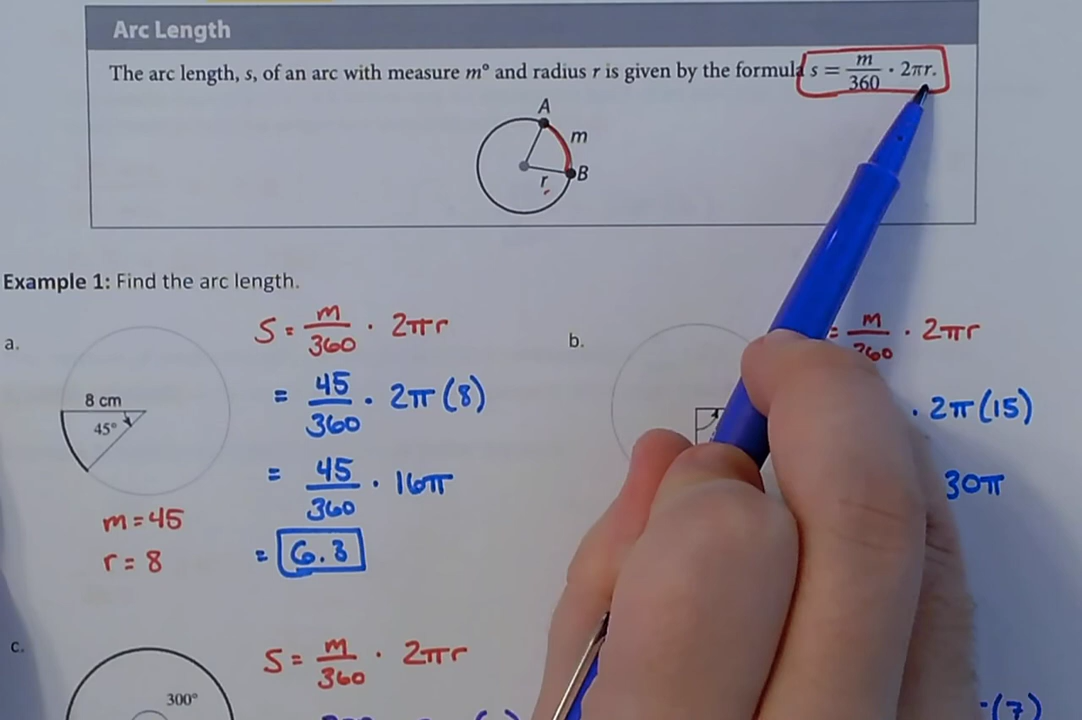 Arc Length
The arc length, s, of an arc with measure m° and radius r is given by the formula s = m/360 · 2πr.
A
m
B
r
Example 1: Find the arc length.
a.
8 cm
45°
m = 45
r = 8
S = m/360 · 2πr
= 45/360 · 2π(8)
= 45/360 · 16π
= 6.3
b.
= m/360 · 2πr
· 2π(15)
30π
c.
300°
S = m/360 · 2πr
(7)